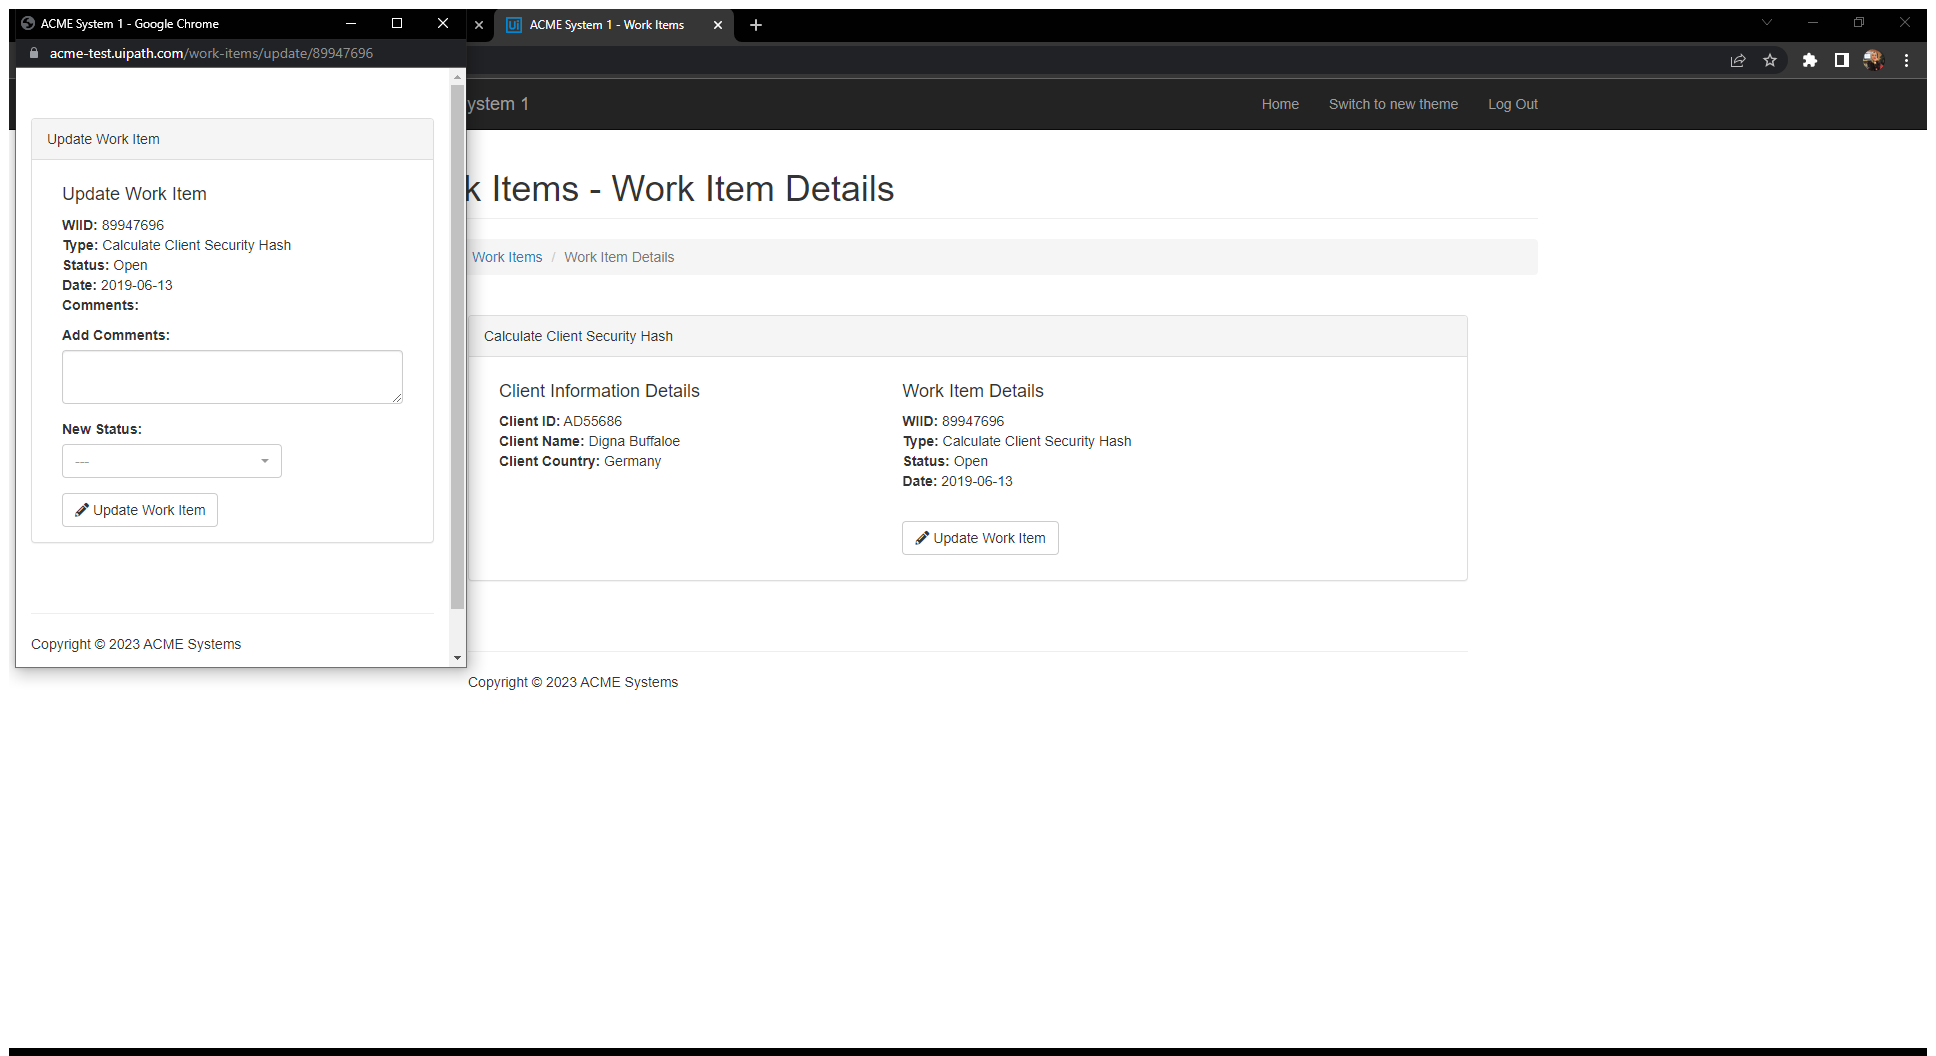 ACME System 1 - Google Chrome
acme-test.uipath.com/work-items/update/89947696
Update Work Item
Update Work Item
WIID: 89947696
Type: Calculate Client Security Hash
Status: Open
Date: 2019-06-13
Comments:
Add Comments:
New Status:
---
Update Work Item
Copyright © 2023 ACME Systems
Ui ACME System 1 - Work Items
ystem 1
Home Switch to new theme Log Out
k Items - Work Item Details
Work Items / Work Item Details
Calculate Client Security Hash
Client Information Details
Client ID: AD55686
Client Name: Digna Buffaloe
Client Country: Germany
Work Item Details
WIID: 89947696
Type: Calculate Client Security Hash
Status: Open
Date: 2019-06-13
Update Work Item
Copyright © 2023 ACME Systems